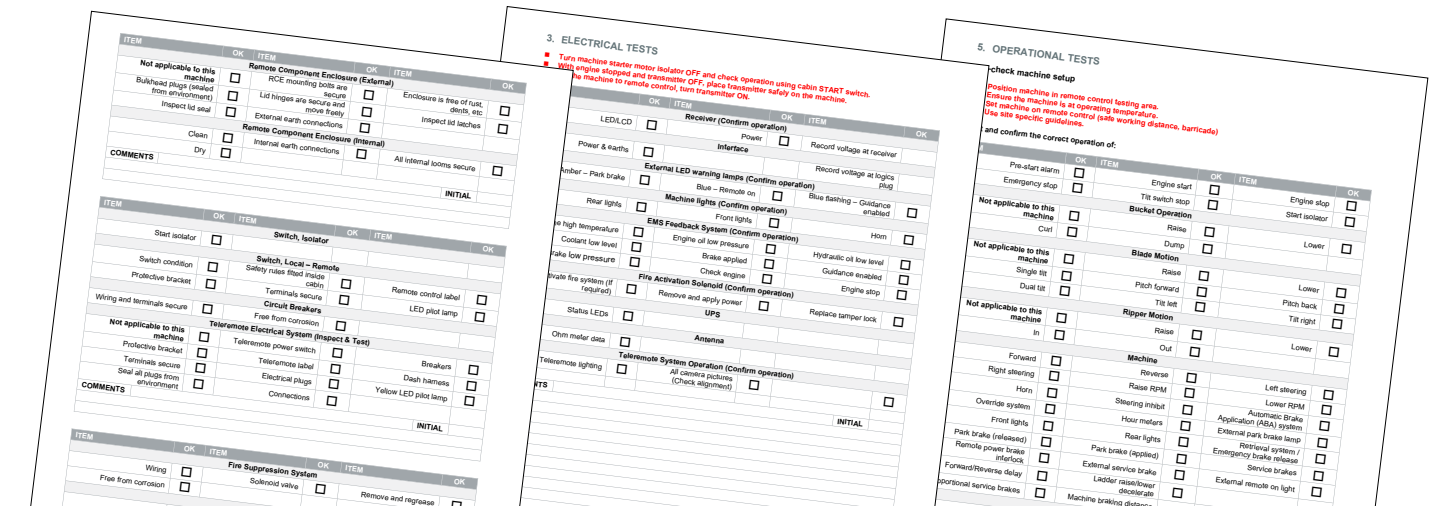 ITEM OK ITEM OK ITEM OK
Remote Component Enclosure (External)
Not applicable to this
machine
RCE mounting bolts are
secure
Enclosure is free of rust,
dents, etc
Bulkhead plugs (sealed
from environment)
Lid hinges are secure and
move freely
Inspect lid latches
Inspect lid seal
External earth connections
Remote Component Enclosure (Internal)
Clean
Internal earth connections
All internal looms secure
Dry
COMMENTS
INITIAL
ITEM OK ITEM OK ITEM OK
Switch, Isolator
Start isolator
Switch, Local – Remote
Switch condition
Safety rules fitted inside
cabin
Remote control label
Protective bracket
Terminals secure
LED pilot lamp
Circuit Breakers
Wiring and terminals secure
Free from corrosion
Teleremote Electrical System (Inspect & Test)
Not applicable to this
machine
Teleremote power switch
Breakers
Protective bracket
Teleremote label
Dash harness
Terminals secure
Electrical plugs
Yellow LED pilot lamp
Seal all plugs from
environment
Connections
COMMENTS
INITIAL
ITEM OK ITEM OK ITEM OK
Fire Suppression System
Wiring
Solenoid valve
Remove and regrease
Free from corrosion
3. ELECTRICAL TESTS
Turn machine starter motor isolator OFF and check operation using cabin START switch.
With engine stopped and transmitter OFF, place transmitter safely on the machine.
the machine to remote control, turn transmitter ON.
OK ITEM OK ITEM OK
Receiver (Confirm operation)
LED/LCD
Power
Record voltage at receiver
Interface
Power & earths
Record voltage at logics
plug
External LED warning lamps (Confirm operation)
Amber – Park brake
Blue – Remote on
Blue flashing – Guidance
enabled
Machine lights (Confirm operation)
Rear lights
Front lights
Horn
EMS Feedback System (Confirm operation)
high temperature
Engine oil low pressure
Hydraulic oil low level
Coolant low level
Brake applied
Guidance enabled
low pressure
Check engine
Engine stop
Fire Activation Solenoid (Confirm operation)
fire system (If
required)
Remove and apply power
Replace tamper lock
UPS
Status LEDs
Antenna
Ohm meter data
Teleremote System Operation (Confirm operation)
Teleremote lighting
All camera pictures
(Check alignment)
INITIAL
5. OPERATIONAL TESTS
-check machine setup
Position machine in remote control testing area.
Ensure the machine is at operating temperature.
Set machine on remote control (safe working distance, barricade)
Use site specific guidelines.
and confirm the correct operation of:
OK ITEM OK ITEM OK
Pre-start alarm
Engine start
Engine stop
Emergency stop
Tilt switch stop
Start isolator
Bucket Operation
Not applicable to this
machine
Raise
Lower
Curl
Dump
Blade Motion
Not applicable to this
machine
Raise
Lower
Single tilt
Pitch forward
Pitch back
Dual tilt
Tilt left
Tilt right
Ripper Motion
Not applicable to this
machine
Raise
Lower
In
Out
Machine
Forward
Reverse
Left steering
Right steering
Raise RPM
Lower RPM
Horn
Steering inhibit
Automatic Brake
Application (ABA) system
Override system
Hour meters
External park brake lamp
Front lights
Rear lights
Retrieval system /
Emergency brake release
Park brake (released)
Park brake (applied)
Service brakes
Remote power brake
interlock
External service brake
External remote on light
Forward/Reverse delay
Ladder raise/lower
decelerate
service brakes
Machine braking distance